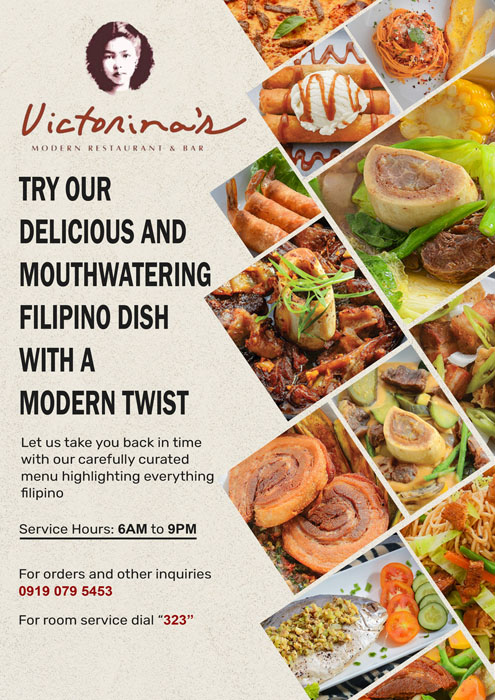 Victorina's
MODERN RESTAURANT & BAR
TRY OUR
DELICIOUS AND
MOUTHWATERING
FILIPINO DISH
WITH A
MODERN TWIST
Let us take you back in time
with our carefully curated
menu highlighting everything
filipino
Service Hours: 6AM to 9PM
For orders and other inquiries
0919 079 5453
For room service dial “323”